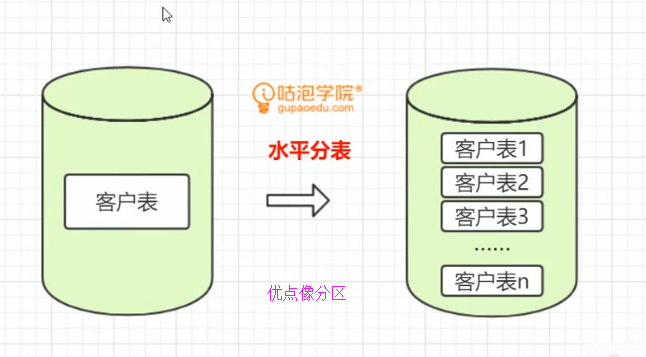 咕泡学院®
gupaoedu.com
水平分表
客户表
客户表1
客户表2
客户表3
......
客户表n
优点像分区